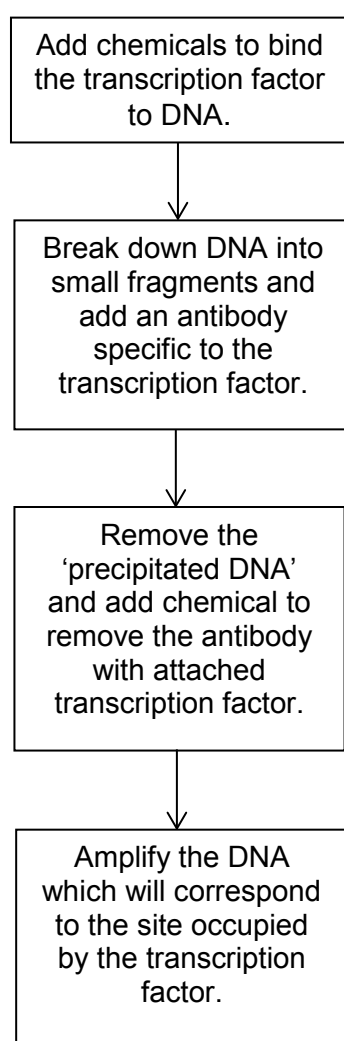 Add chemicals to bind
the transcription factor
to DNA.
Break down DNA into
small fragments and
add an antibody
specific to the
transcription factor.
Remove the
‘precipitated DNA’
and add chemical to
remove the antibody
with attached
transcription factor.
Amplify the DNA
which will correspond
to the site occupied
by the transcription
factor.